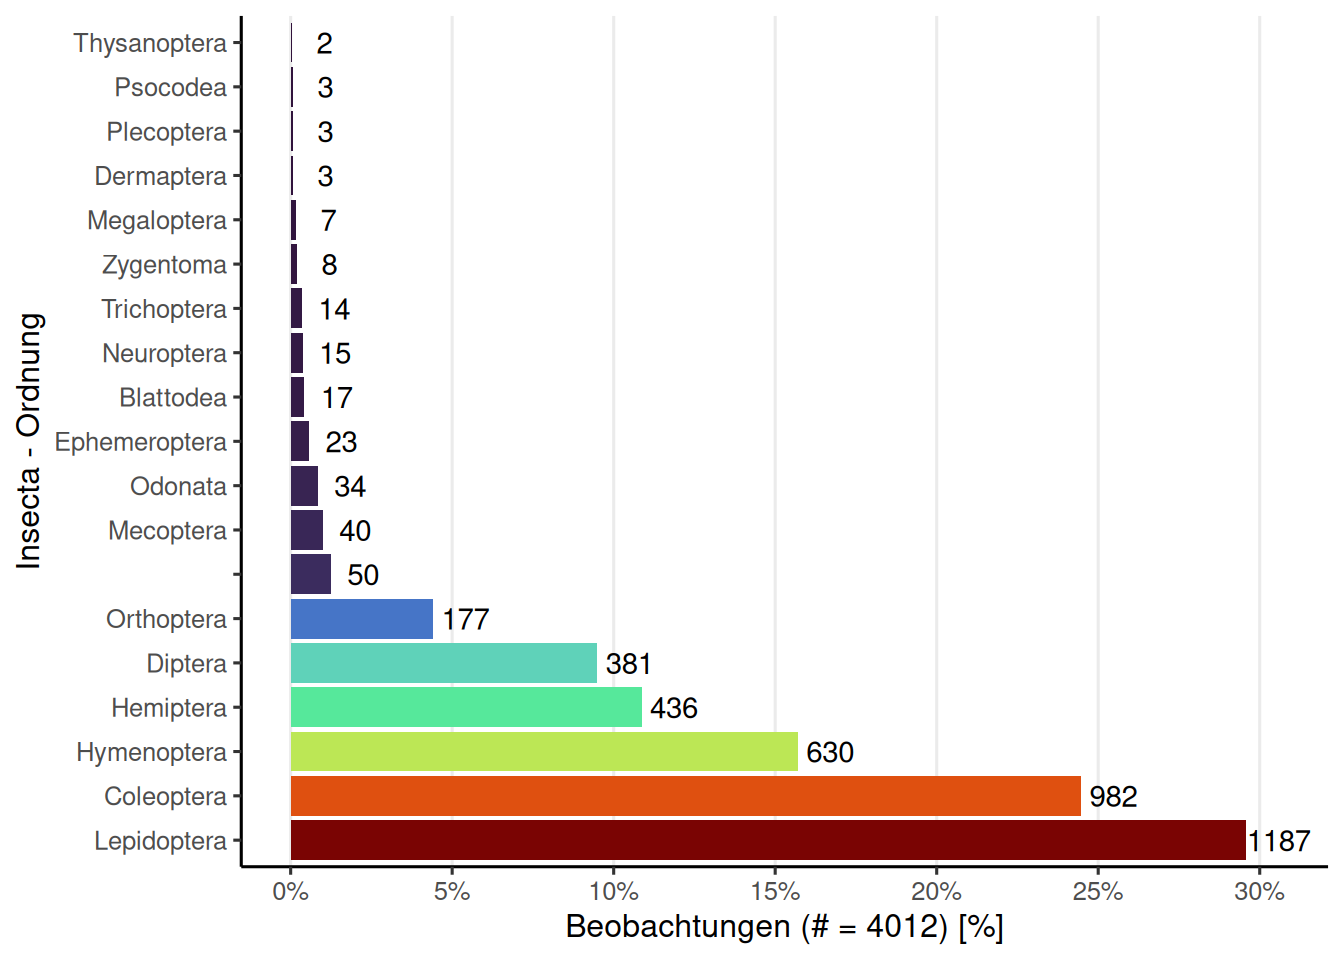 Insecta - Ordnung
Thysanoptera 2
Psocodea 3
Plecoptera 3
Dermaptera 3
Megaloptera 7
Zygentoma 8
Trichoptera 14
Neuroptera 15
Blattodea 17
Ephemeroptera 23
Odonata 34
Mecoptera 40
50
Orthoptera 177
Diptera 381
Hemiptera 436
Hymenoptera 630
Coleoptera 982
Lepidoptera 1187
0% 5% 10% 15% 20% 25% 30%
Beobachtungen (# = 4012) [%]